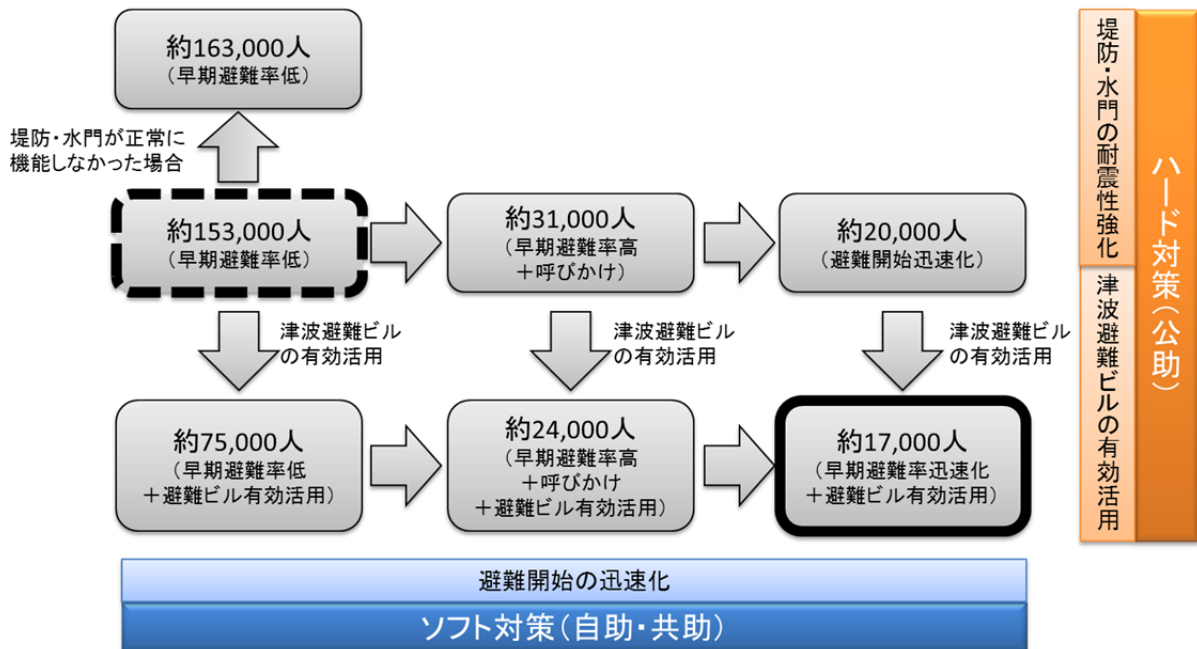 約163,000人
（早期避難率低）
堤防・水門が正常に
機能しなかった場合
約153,000人
（早期避難率低）
約31,000人
（早期避難率高
＋呼びかけ）
約20,000人
（避難開始迅速化）
津波避難ビル
の有効活用
津波避難ビル
の有効活用
津波避難ビル
の有効活用
約75,000人
（早期避難率低
＋避難ビル有効活用）
約24,000人
（早期避難率高
＋呼びかけ
＋避難ビル有効活用）
約17,000人
（早期避難率迅速化
＋避難ビル有効活用）
避難開始の迅速化
ソフト対策（自助・共助）
堤防・水門の耐震性強化
津波避難ビルの有効活用
ハード対策（公助）